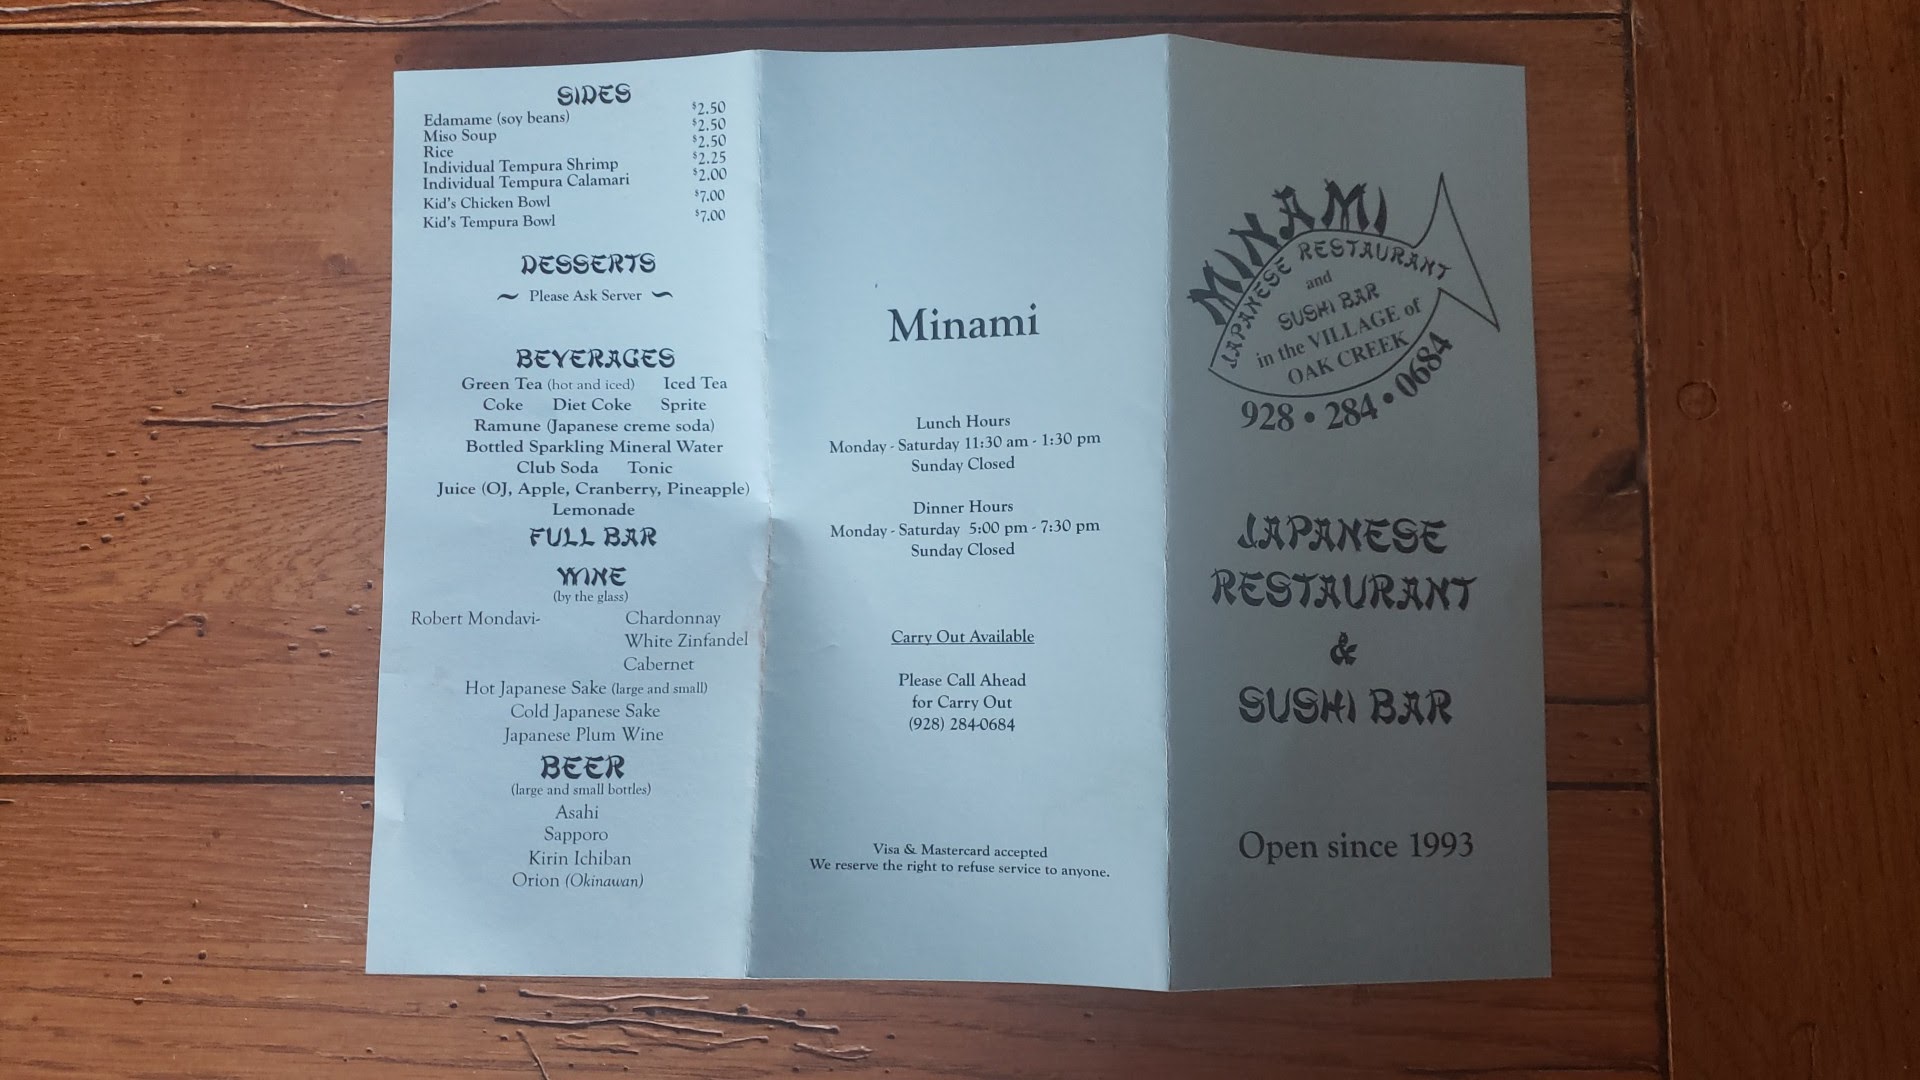 SIDES
Edamame (soy beans) $2.50
Miso Soup $2.50
Rice $2.50
Individual Tempura Shrimp $2.25
Individual Tempura Calamari $2.00
Kid's Chicken Bowl $7.00
Kid's Tempura Bowl $7.00
DESSERTS
~ Please Ask Server ~
BEVERAGES
Green Tea (hot and iced) Iced Tea
Coke Diet Coke Sprite
Ramune (Japanese creme soda)
Bottled Sparkling Mineral Water
Club Soda Tonic
Juice (OJ, Apple, Cranberry, Pineapple)
Lemonade
FULL BAR
WINE
(by the glass)
Robert Mondavi- Chardonnay
White Zinfandel
Cabernet
Hot Japanese Sake (large and small)
Cold Japanese Sake
Japanese Plum Wine
BEER
(large and small bottles)
Asahi
Sapporo
Kirin Ichiban
Orion (Okinawan)
Minami
Lunch Hours
Monday - Saturday 11:30 am - 1:30 pm
Sunday Closed
Dinner Hours
Monday - Saturday 5:00 pm - 7:30 pm
Sunday Closed
Carry Out Available
Please Call Ahead
for Carry Out
(928) 284-0684
Visa & Mastercard accepted
We reserve the right to refuse service to anyone.
MINAMI
JAPANESE RESTAURANT
and
SUSHI BAR
in the VILLAGE of
OAK CREEK
928 • 284 • 0684
JAPANESE
RESTAURANT
&
SUSHI BAR
Open since 1993